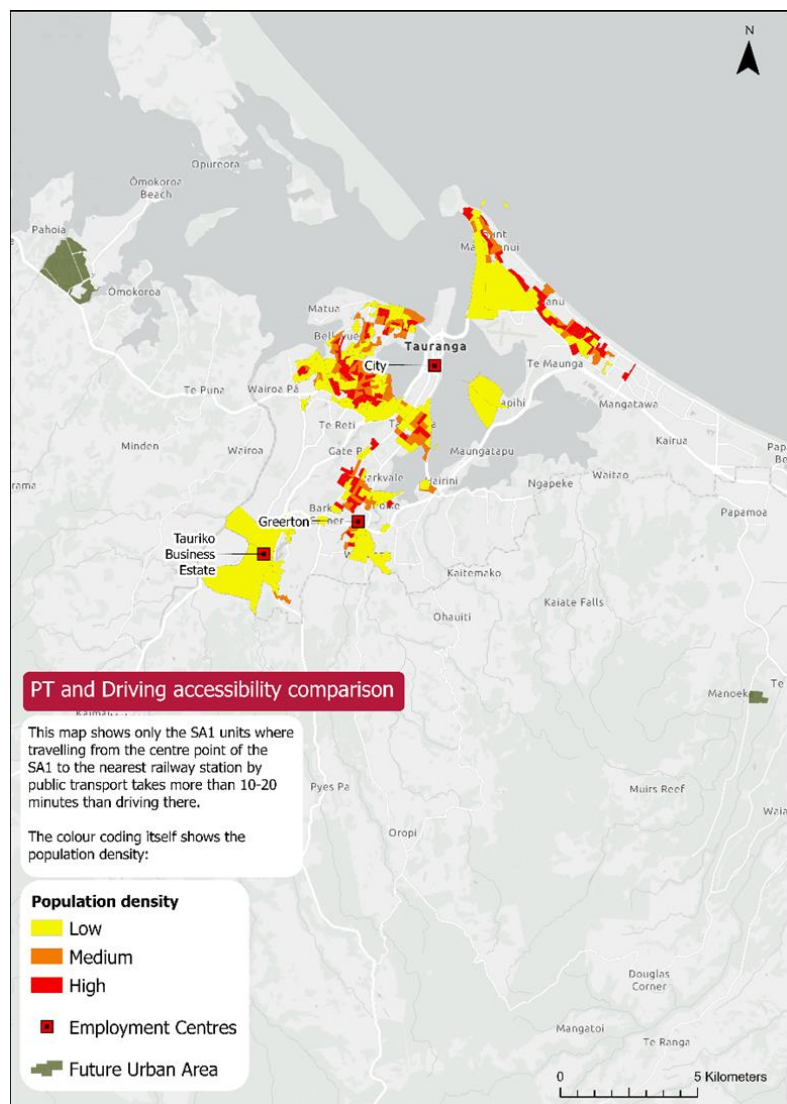 N
Opureora
Ōmokoroa
Beach
Pahoia
Ōmokoroa
Matua
Tauranga
City
Te Maunga
Te Puna
Wairoa Pā
Mangatawa
Kairua
Te Reti
Minden
Wairoa
Maungatapu
Waitao
Ngapeke
Papamoa
Greerton
Tauriko
Business
Estate
Kaitemako
Kaiate Falls
Ohauiti
PT and Driving accessibility comparison
Manoeka
Te
This map shows only the SA1 units where
travelling from the centre point of the
SA1 to the nearest railway station by
public transport takes more than 10-20
minutes than driving there.
Pyes Pa
Muirs Reef
Oropi
The colour coding itself shows the
population density:
Population density
Low
Medium
High
Employment Centres
Future Urban Area
Douglas
Corner
Mangatoi
Te Ranga
0 5 Kilometers